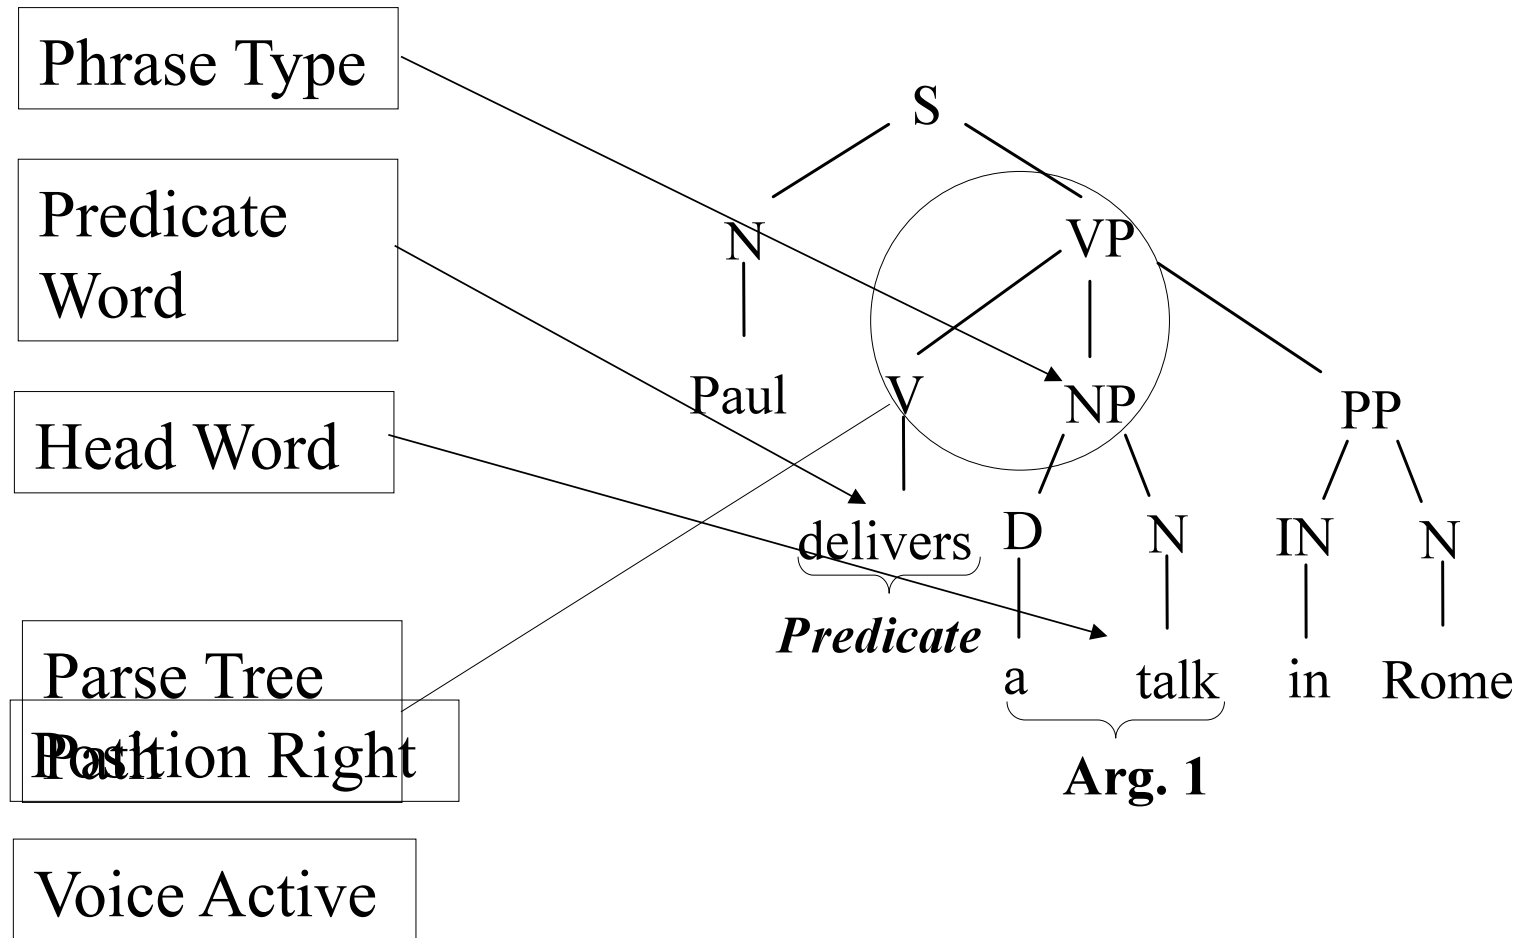 Phrase Type
S
Predicate
Word
N
VP
Paul
V
NP
PP
Head Word
delivers
D
N
IN
N
Predicate
a
talk
in
Rome
Parse Tree
Path
Position Right
Arg. 1
Voice Active